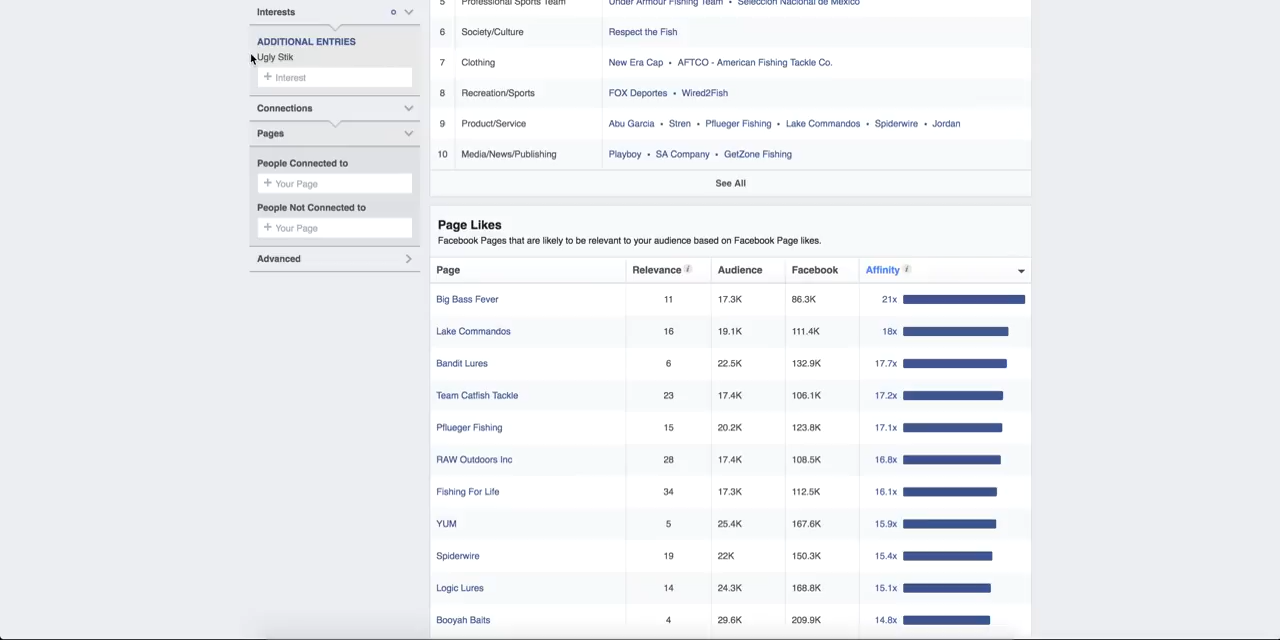 Interests
ADDITIONAL ENTRIES
Ugly Stik
+ Interest
Connections
Pages
People Connected to
+ Your Page
People Not Connected to
+ Your Page
Advanced
5 Professional Sports Team Under Armour Fishing Team • Selección Nacional de México
6 Society/Culture Respect the Fish
7 Clothing New Era Cap • AFTCO - American Fishing Tackle Co.
8 Recreation/Sports FOX Deportes • Wired2Fish
9 Product/Service Abu Garcia • Stren • Pflueger Fishing • Lake Commandos • Spiderwire • Jordan
10 Media/News/Publishing Playboy • SA Company • GetZone Fishing
See All
Page Likes
Facebook Pages that are likely to be relevant to your audience based on Facebook Page likes.
Page Relevance i Audience Facebook Affinity i
Big Bass Fever 11 17.3K 86.3K 21x
Lake Commandos 16 19.1K 111.4K 18x
Bandit Lures 6 22.5K 132.9K 17.7x
Team Catfish Tackle 23 17.4K 106.1K 17.2x
Pflueger Fishing 15 20.2K 123.8K 17.1x
RAW Outdoors Inc 28 17.4K 108.5K 16.8x
Fishing For Life 34 17.3K 112.5K 16.1x
YUM 5 25.4K 167.6K 15.9x
Spiderwire 19 22K 150.3K 15.4x
Logic Lures 14 24.3K 168.8K 15.1x
Booyah Baits 4 29.6K 209.9K 14.8x